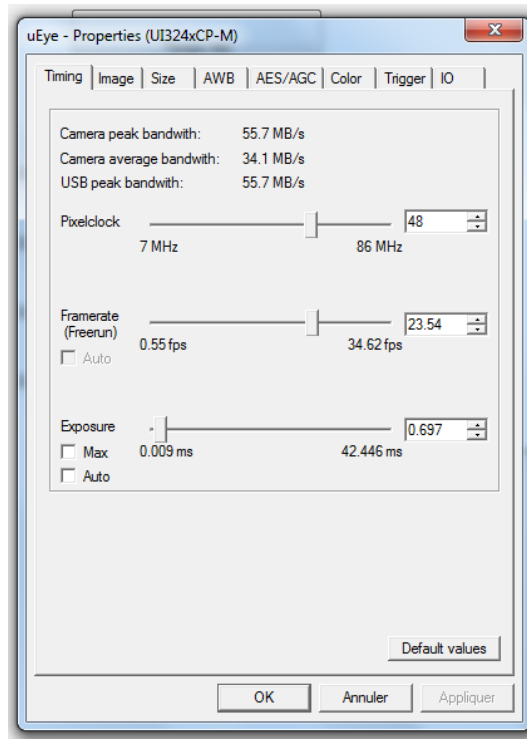 uEye - Properties (UI324xCP-M)
Timing Image Size AWB AES/AGC Color Trigger IO
Camera peak bandwith: 55.7 MB/s
Camera average bandwith: 34.1 MB/s
USB peak bandwith: 55.7 MB/s
Pixelclock 48
7 MHz 86 MHz
Framerate 23.54
(Freerun)
0.55 fps 34.62 fps
Auto
Exposure 0.697
Max 0.009 ms 42.446 ms
Auto
Default values
OK Annuler Appliquer